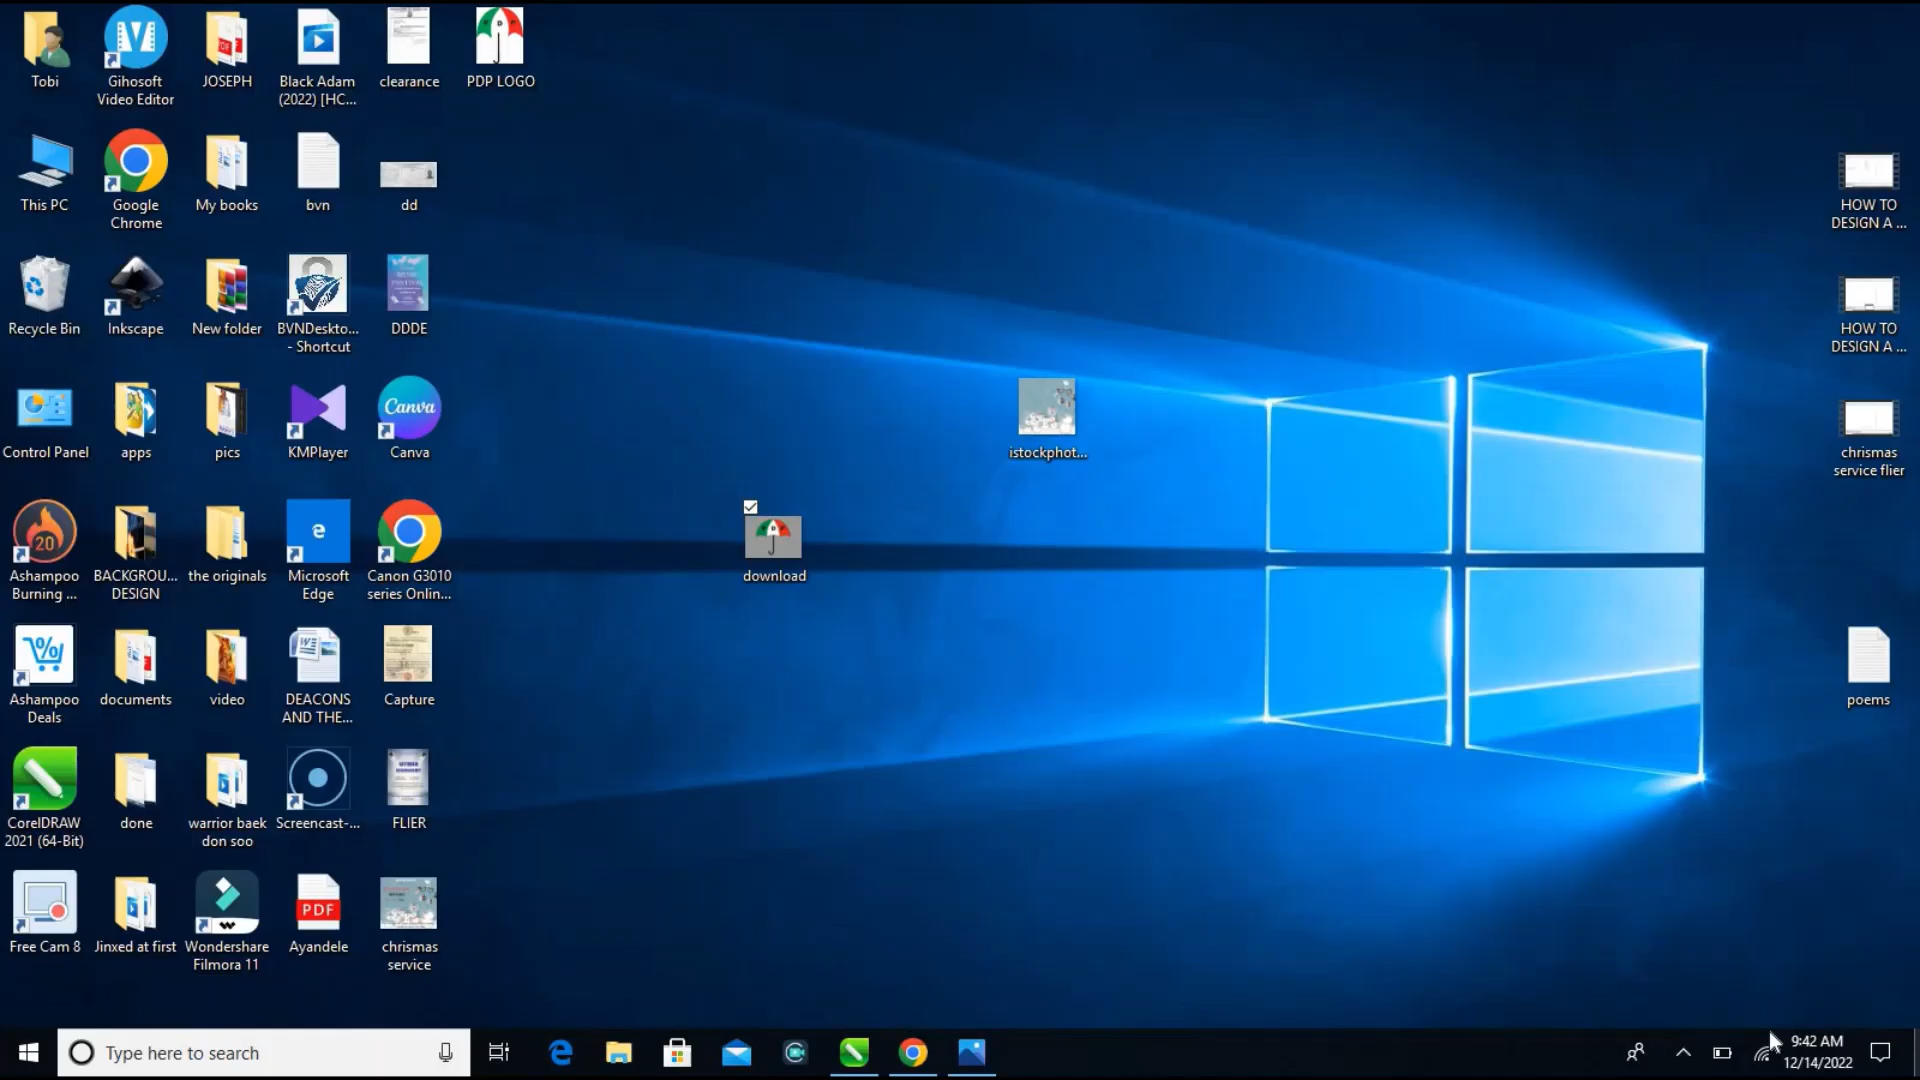 Tobi
Gihosoft
Video Editor
JOSEPH
Black Adam
(2022) [HC...
clearance
PDP LOGO
This PC
Google
Chrome
My books
bvn
dd
HOW TO
DESIGN A ...
Recycle Bin
Inkscape
New folder
BVNDeskto...
- Shortcut
DDDE
HOW TO
DESIGN A ...
Control Panel
apps
pics
KMPlayer
Canva
Canva
istockphot...
chrismas
service flier
20
Ashampoo
Burning ...
BACKGROU...
DESIGN
the originals
Microsoft
Edge
Canon G3010
series Onlin...
download
Ashampoo
Deals
documents
video
DEACONS
AND THE...
Capture
poems
CorelDRAW
2021 (64-Bit)
done
warrior baek
don soo
Screencast-...
FLIER
Free Cam 8
Jinxed at first
Wondershare
Filmora 11
PDF
Ayandele
chrismas
service
Type here to search
9:42 AM
12/14/2022